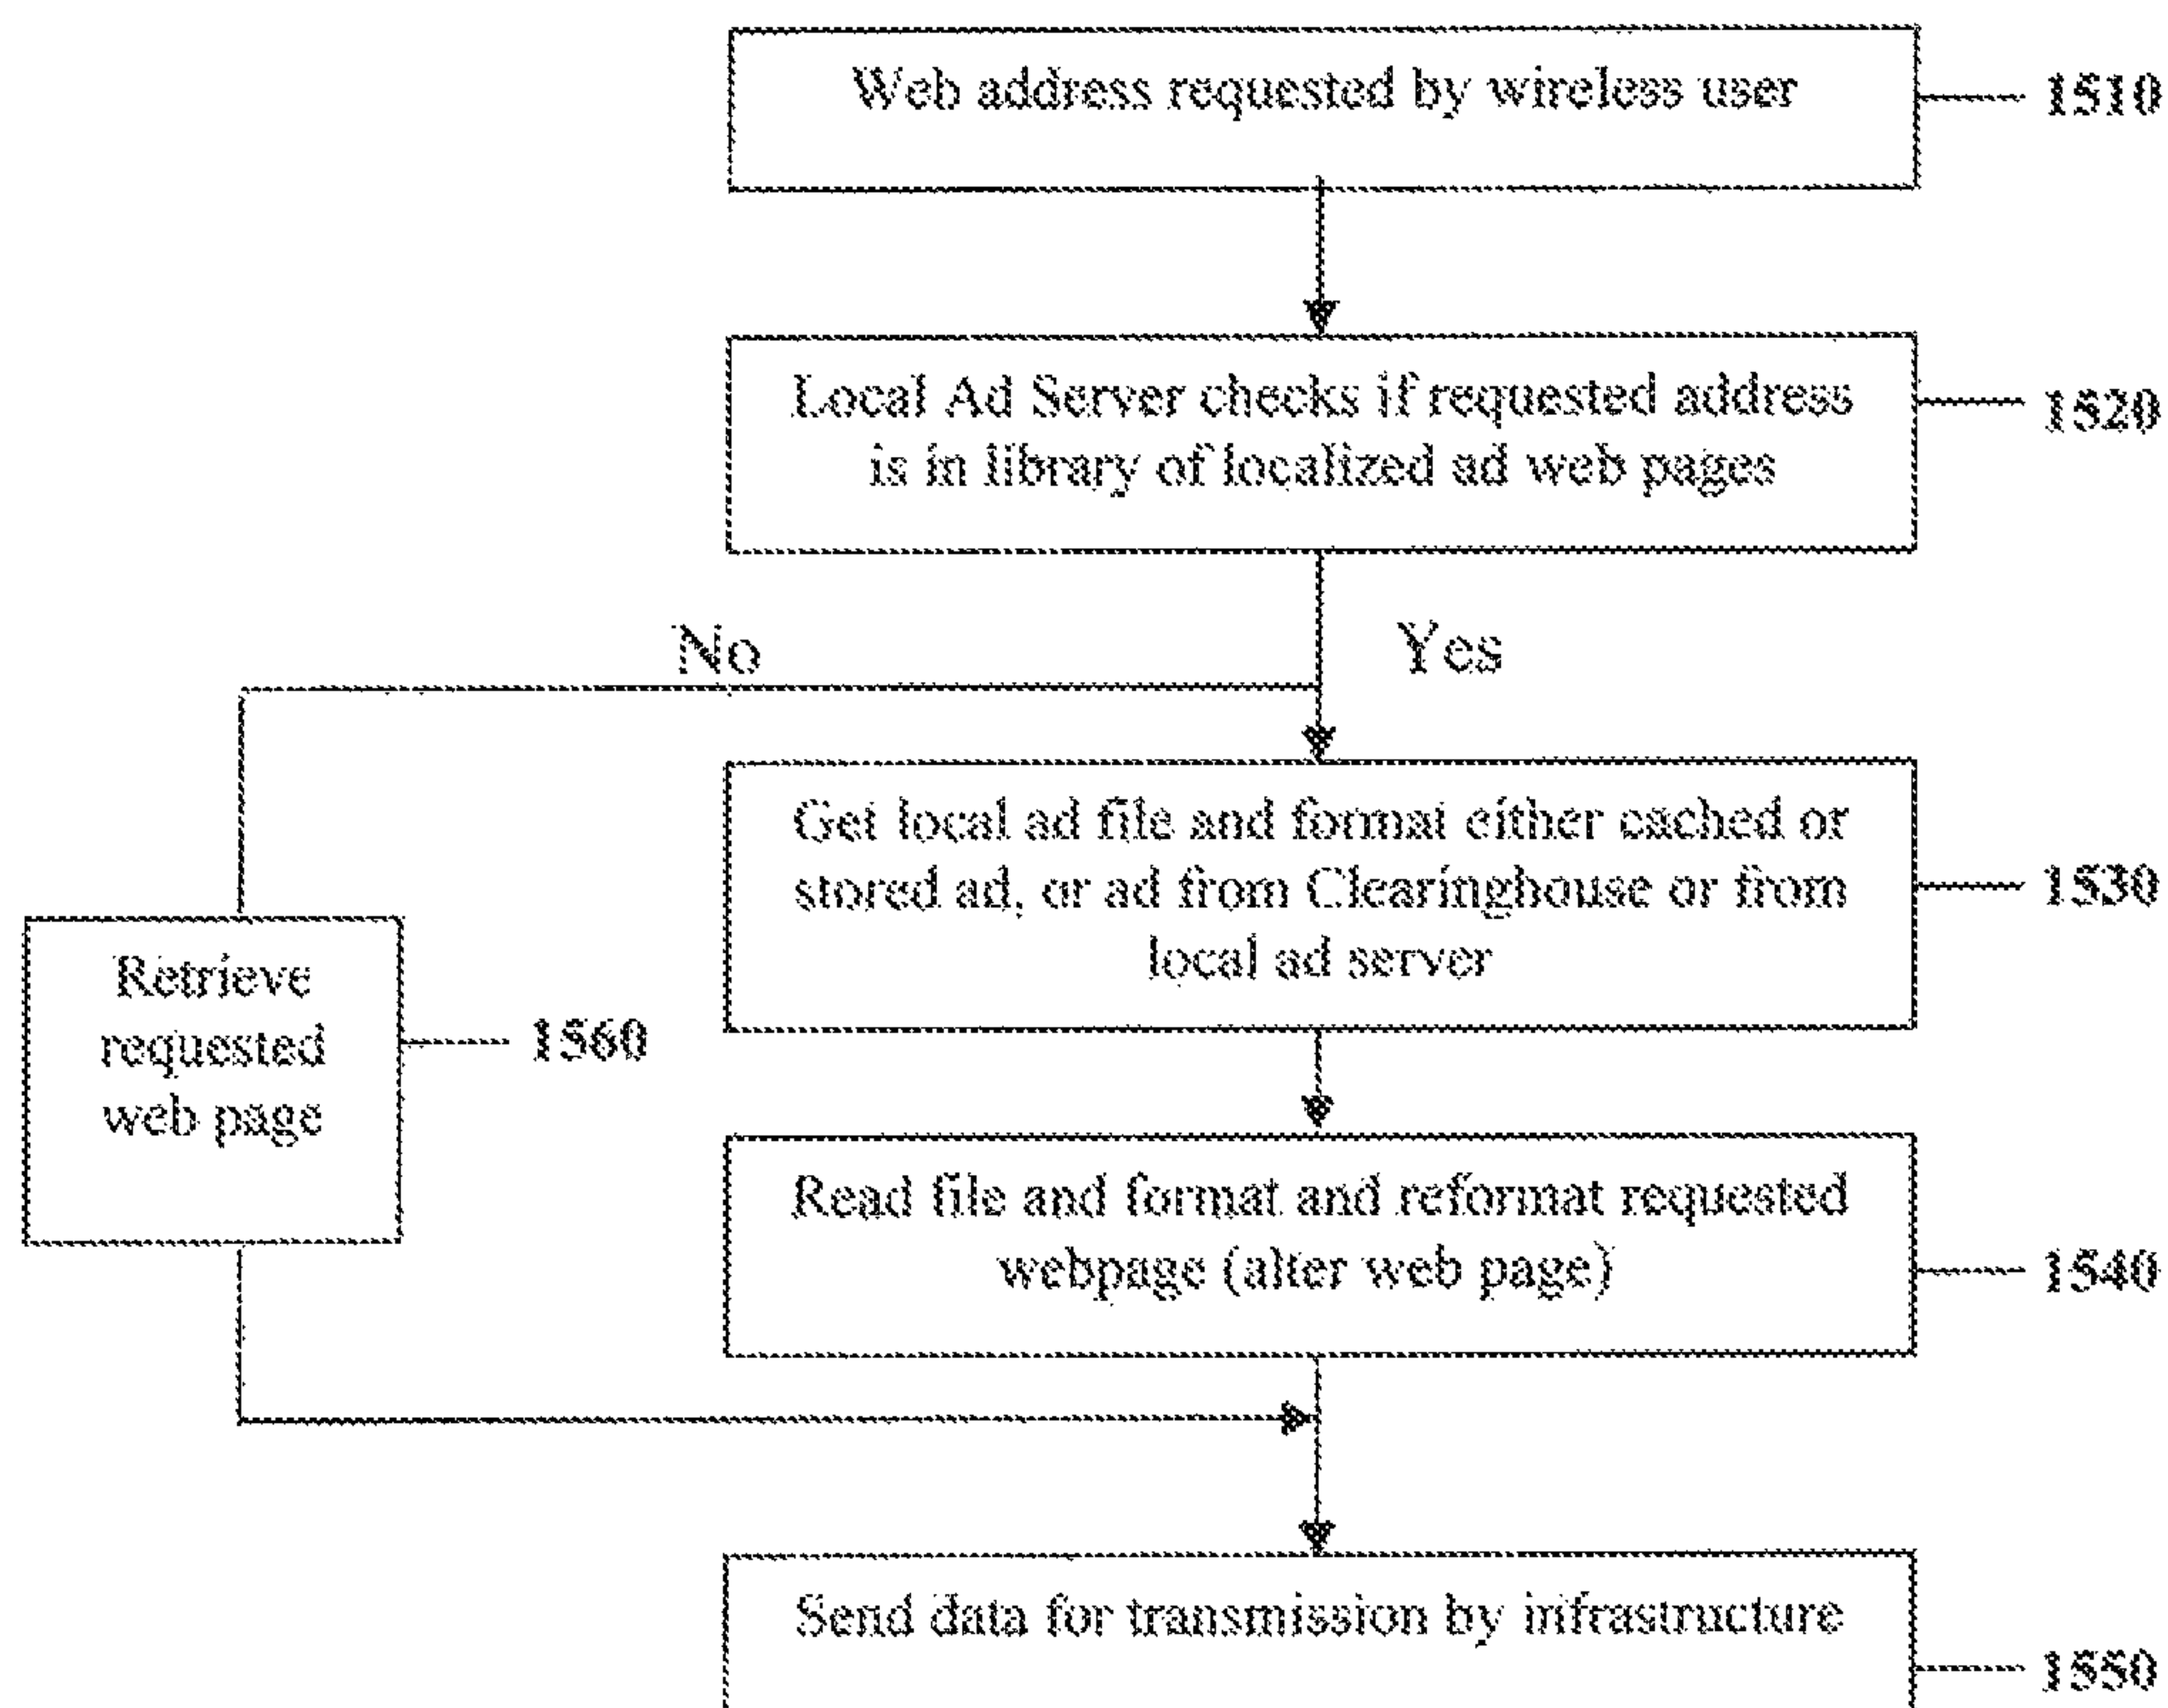 Web address requested by wireless user
1510
Local Ad Server checks if requested address
is in library of localized ad web pages
1520
No
Yes
Get local ad file and format either cached or
stored ad, or ad from Clearinghouse or from
local ad server
1530
Retrieve
requested
web page
1560
Read file and format and reformat requested
webpage (alter web page)
1540
Send data for transmission by infrastructure
1550